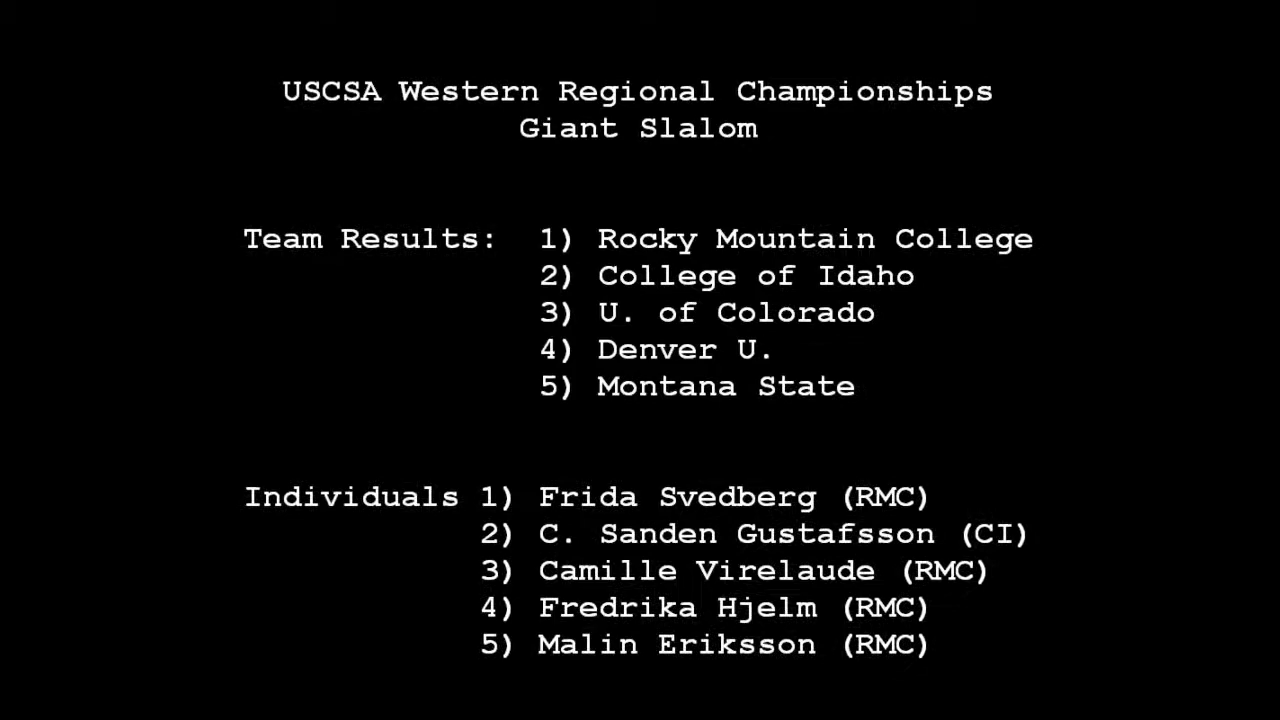 USCSA Western Regional Championships
Giant Slalom
Team Results: 1) Rocky Mountain College
2) College of Idaho
3) U. of Colorado
4) Denver U.
5) Montana State
Individuals 1) Frida Svedberg (RMC)
2) C. Sanden Gustafsson (CI)
3) Camille Virelaude (RMC)
4) Fredrika Hjelm (RMC)
5) Malin Eriksson (RMC)